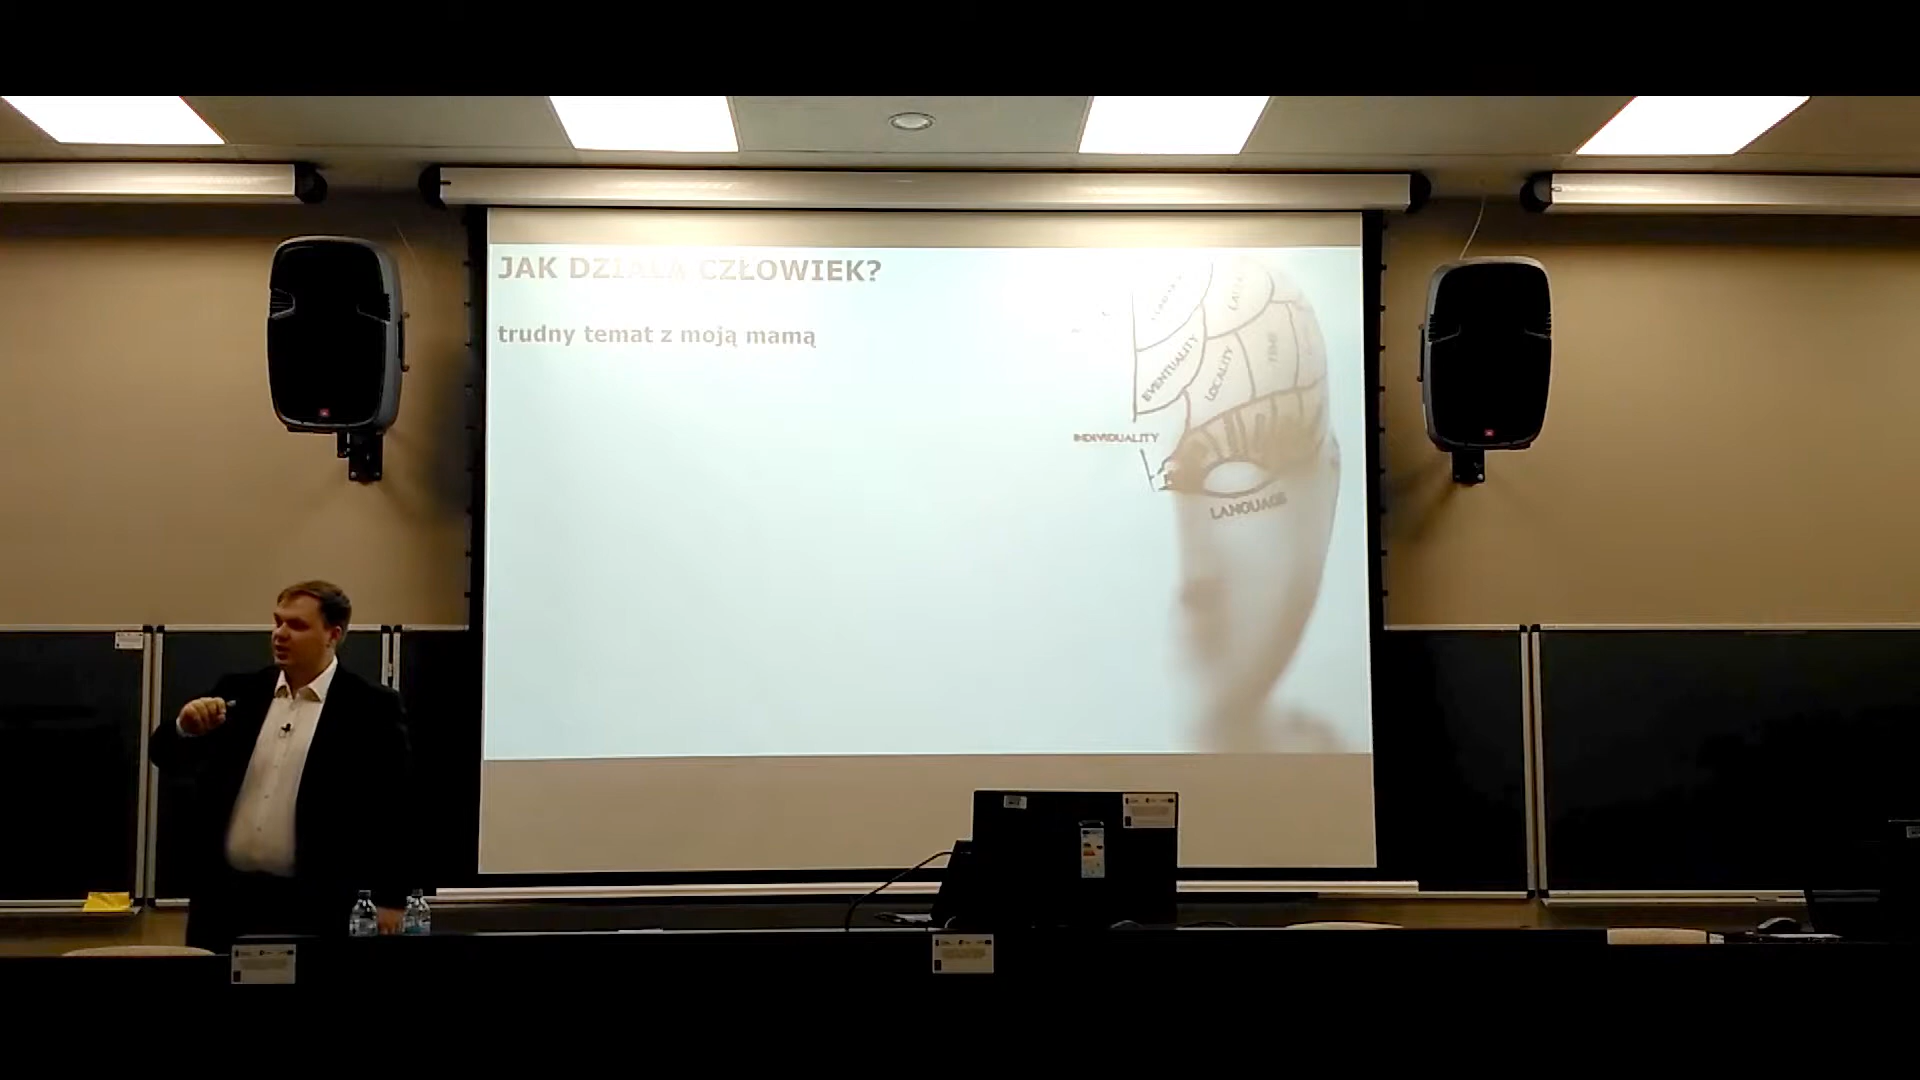 JAK DZIAŁA CZŁOWIEK?
trudny temat z moją mamą
EVENTUALITY
LOCALITY
TIME
INDIVIDUALITY
LANGUAGE